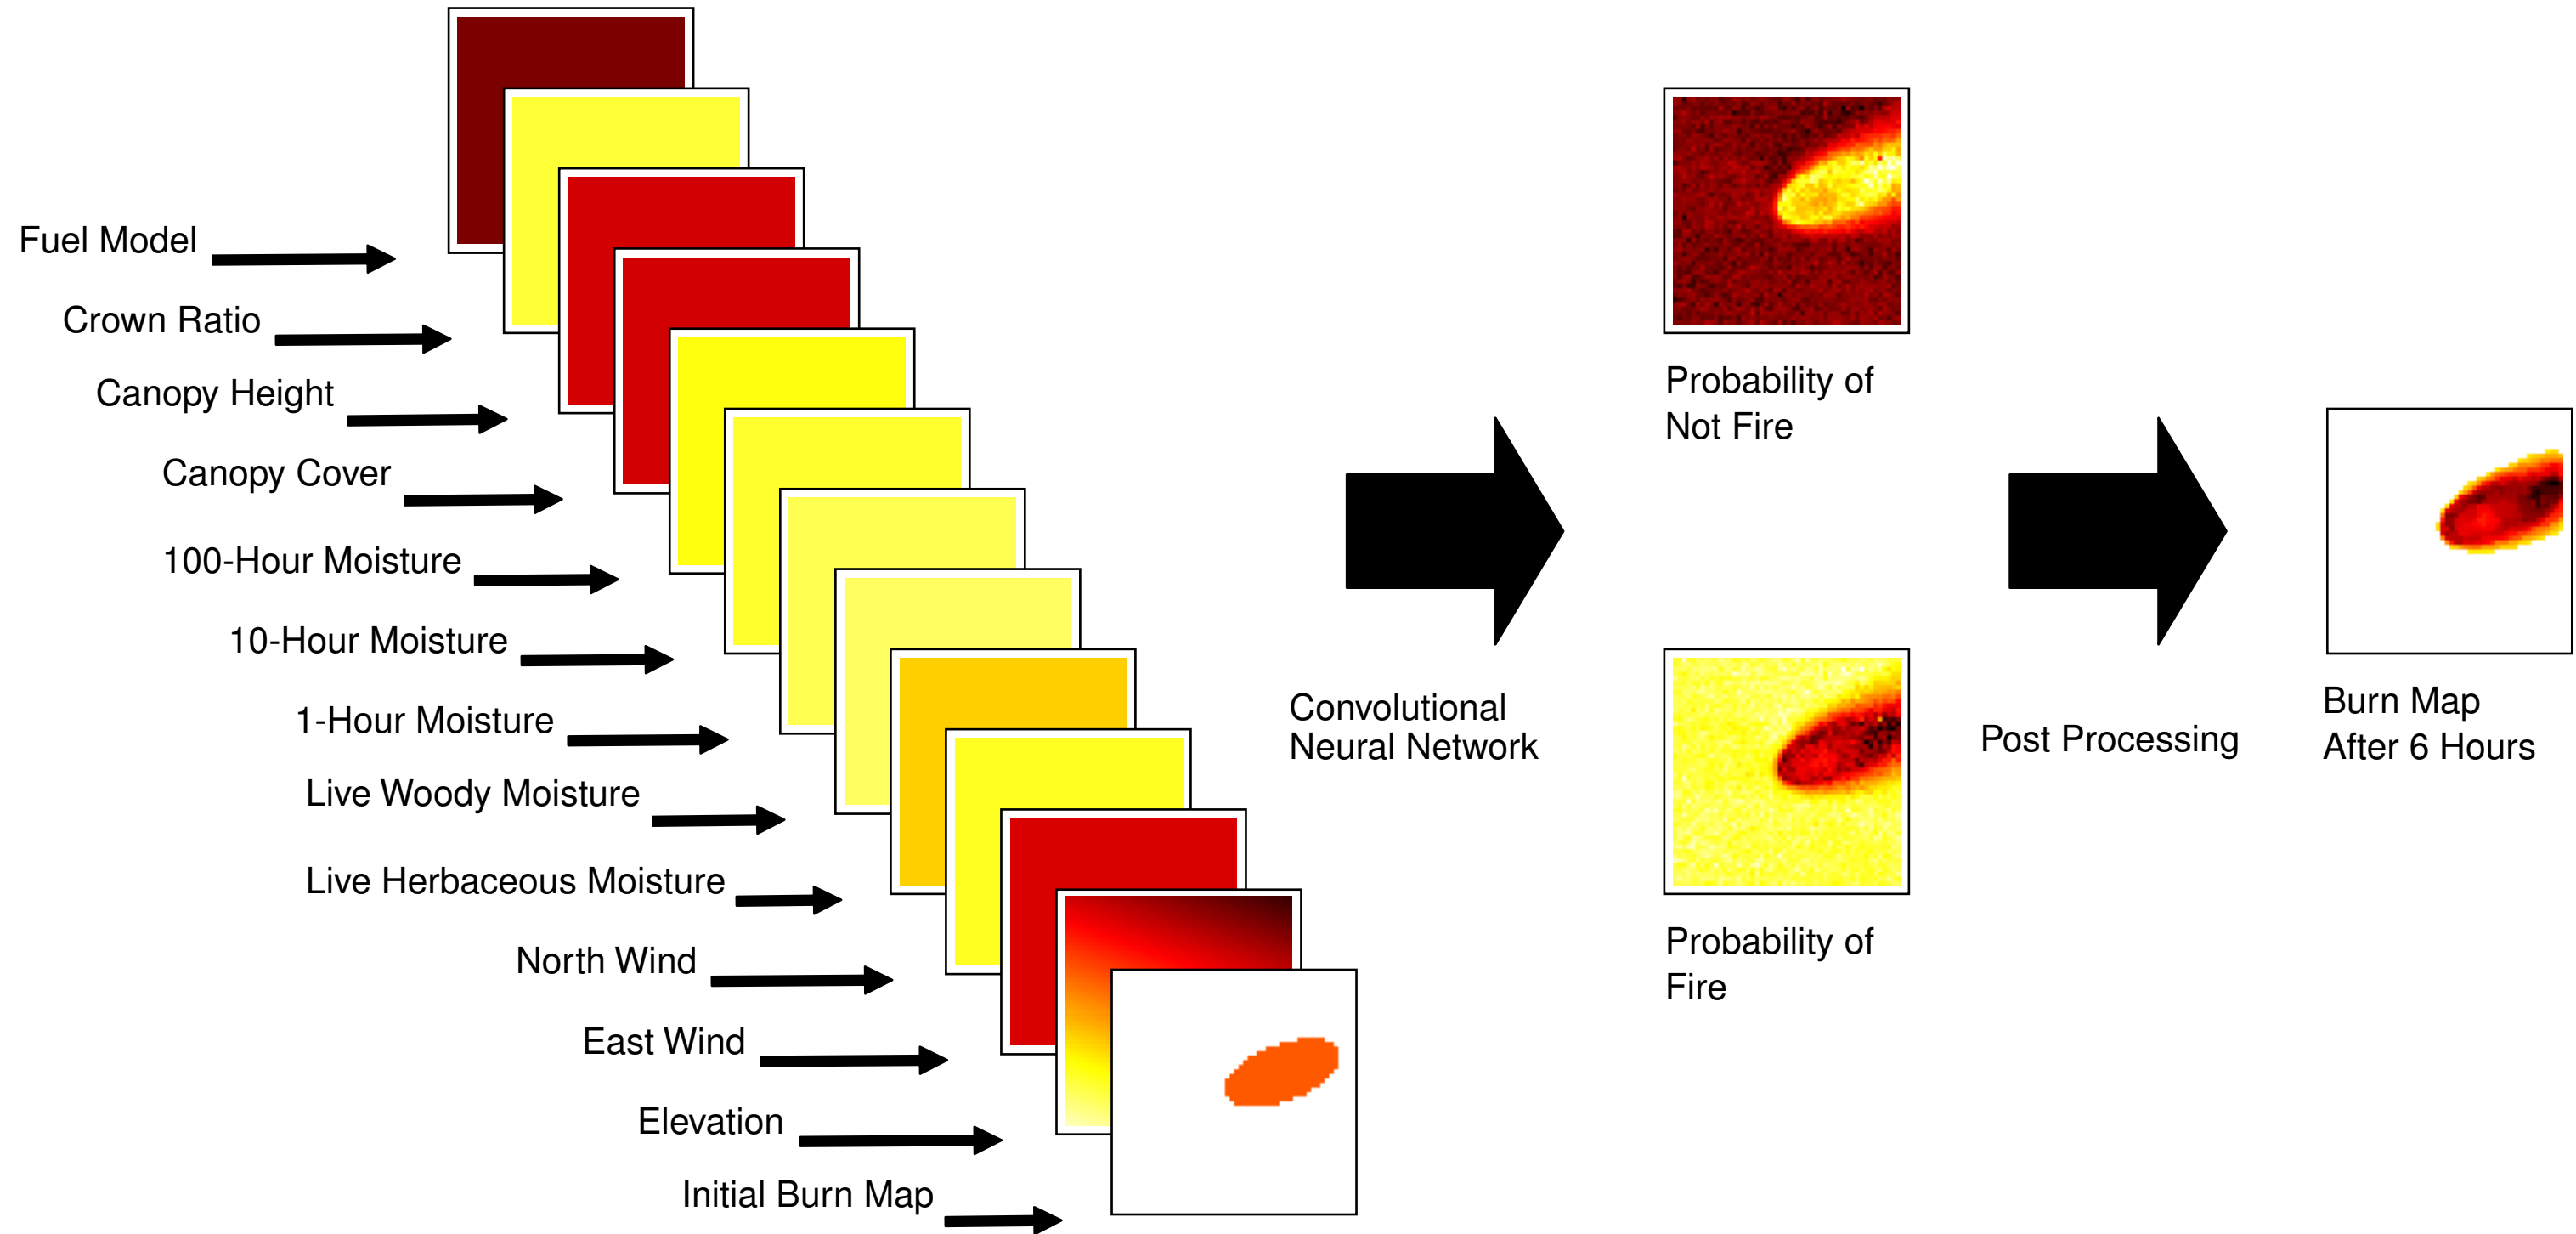 Fuel Model
Crown Ratio
Canopy Height
Canopy Cover
100-Hour Moisture
10-Hour Moisture
1-Hour Moisture
Live Woody Moisture
Live Herbaceous Moisture
North Wind
East Wind
Elevation
Initial Burn Map
Convolutional
Neural Network
Probability of
Not Fire
Probability of
Fire
Post Processing
Burn Map
After 6 Hours